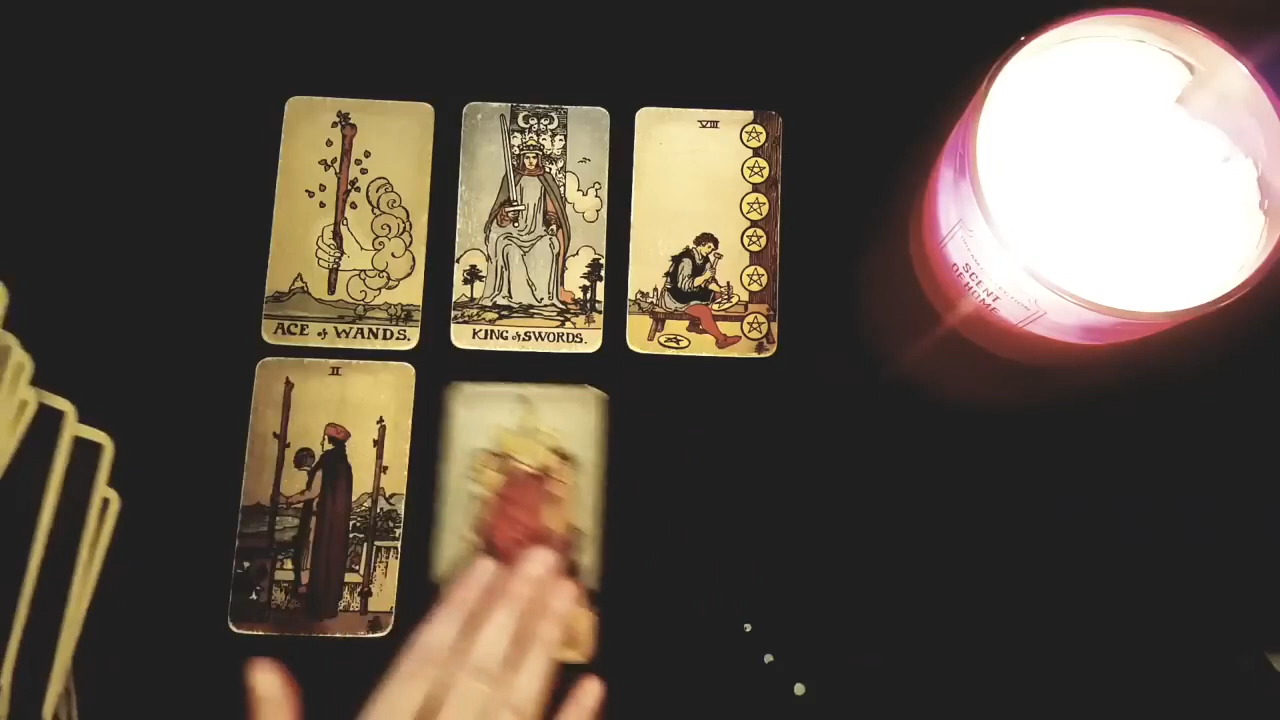 VIII
ACE of WANDS.
KING of SWORDS.
II
SCENT
OF HOME